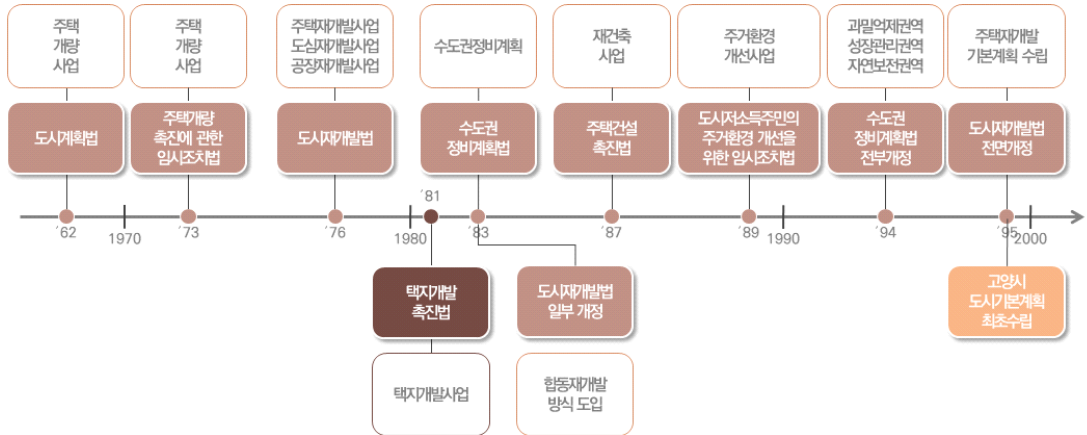 주택
개량
사업
주택
개량
사업
주택재개발사업
도심재개발사업
공장재개발사업
수도권정비계획
재건축
사업
주거환경
개선사업
과밀억제권역
성장관리권역
자연보전권역
주택재개발
기본계획 수립
도시계획법
주택개량
촉진에 관한
임시조치법
도시재개발법
수도권
정비계획법
주택건설
촉진법
도시저소득주민의
주거환경 개선을
위한 임시조치법
수도권
정비계획법
전부개정
도시재개발법
전면개정
´81
´62
1970
´73
´76
1980
´83
´87
´89
1990
´94
´95
2000
택지개발
촉진법
도시재개발법
일부 개정
고양시
도시기본계획
최초수립
택지개발사업
합동재개발
방식 도입